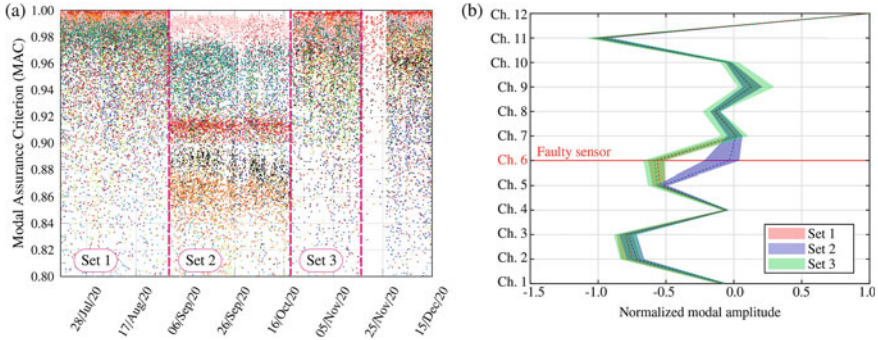 (a)
Modal Assurance Criterion (MAC)
1.00
0.98
0.96
0.94
0.92
0.90
0.88
0.86
0.84
0.82
0.80
Set 1
Set 2
Set 3
28/Jul/20
17/Aug/20
06/Sep/20
26/Sep/20
16/Oct/20
05/Nov/20
25/Nov/20
15/Dec/20
(b)
Ch. 12
Ch. 11
Ch. 10
Ch. 9
Ch. 8
Ch. 7
Ch. 6
Ch. 5
Ch. 4
Ch. 3
Ch. 2
Ch. 1
Faulty sensor
Set 1
Set 2
Set 3
-1.5
-1.0
-0.5
0.0
0.5
1.0
Normalized modal amplitude